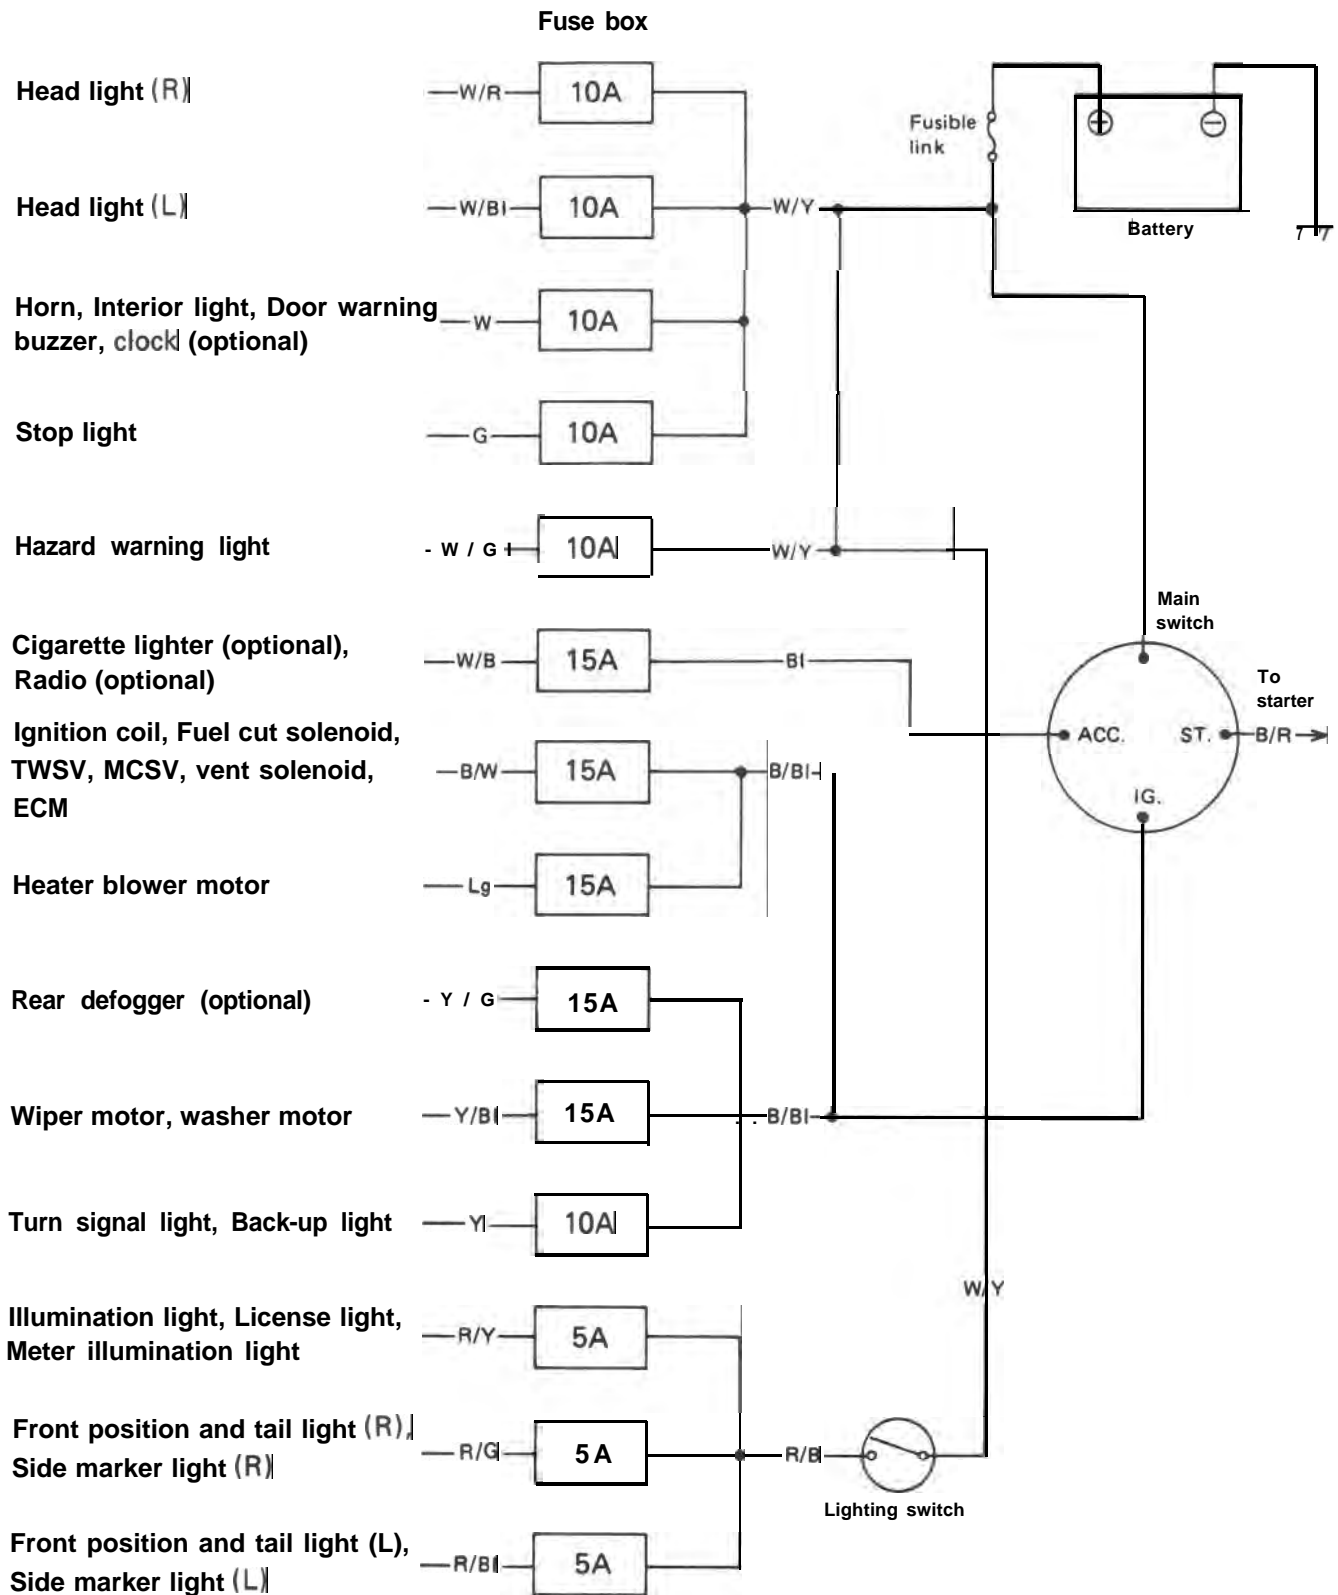 Fuse box
Head light (R)
W/R
10A
Fusible
link
Battery
Head light (L)
W/Bl
10A
W/Y
Horn, Interior light, Door warning
buzzer, clock (optional)
W
10A
Stop light
G
10A
Hazard warning light
- W / G
10A
W/Y
Main
switch
Cigarette lighter (optional),
Radio (optional)
W/B
15A
Bl
To
starter
ACC.
ST.
B/R
IG.
Ignition coil, Fuel cut solenoid,
TWSV, MCSV, vent solenoid,
ECM
B/W
15A
B/Bl
Heater blower motor
Lg
15A
Rear defogger (optional)
- Y / G
15A
Wiper motor, washer motor
Y/Bl
15A
B/Bl
Turn signal light, Back-up light
Y
10A
W/Y
Illumination light, License light,
Meter illumination light
R/Y
5A
Front position and tail light (R),
Side marker light (R)
R/G
5A
R/B
Lighting switch
Front position and tail light (L),
Side marker light (L)
R/Bl
5A